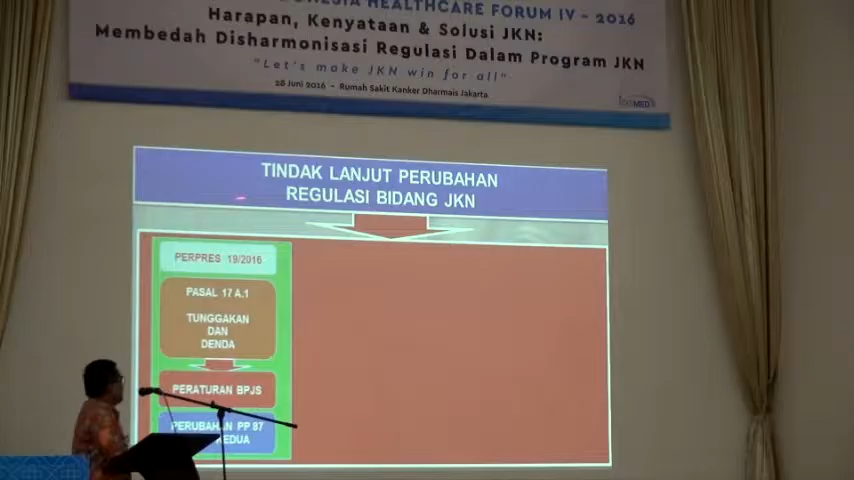 INDONESIA HEALTHCARE FORUM IV - 2016
Harapan, Kenyataan & Solusi JKN:
Membedah Disharmonisasi Regulasi Dalam Program JKN
"Let's make JKN win for all"
28 Juni 2016 - Rumah Sakit Kanker Dharmais Jakarta
TINDAK LANJUT PERUBAHAN
REGULASI BIDANG JKN
PERPRES 19/2016
PASAL 17 A.1
TUNGGAKAN
DAN
DENDA
PERATURAN BPJS
PERUBAHAN PP 87
KEDUA